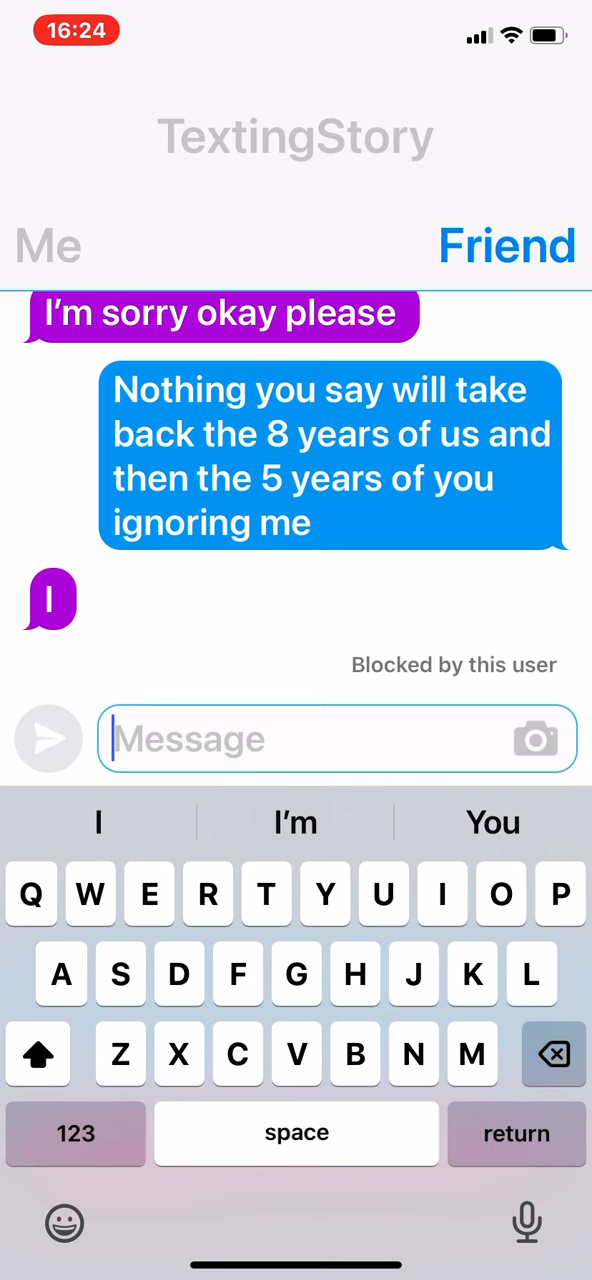 16:24
TextingStory
Me
Friend
I'm sorry okay please
Nothing you say will take
back the 8 years of us and
then the 5 years of you
ignoring me
I
Blocked by this user
Message
I
I'm
You
Q W E R T Y U I O P
A S D F G H J K L
Z X C V B N M
123
space
return